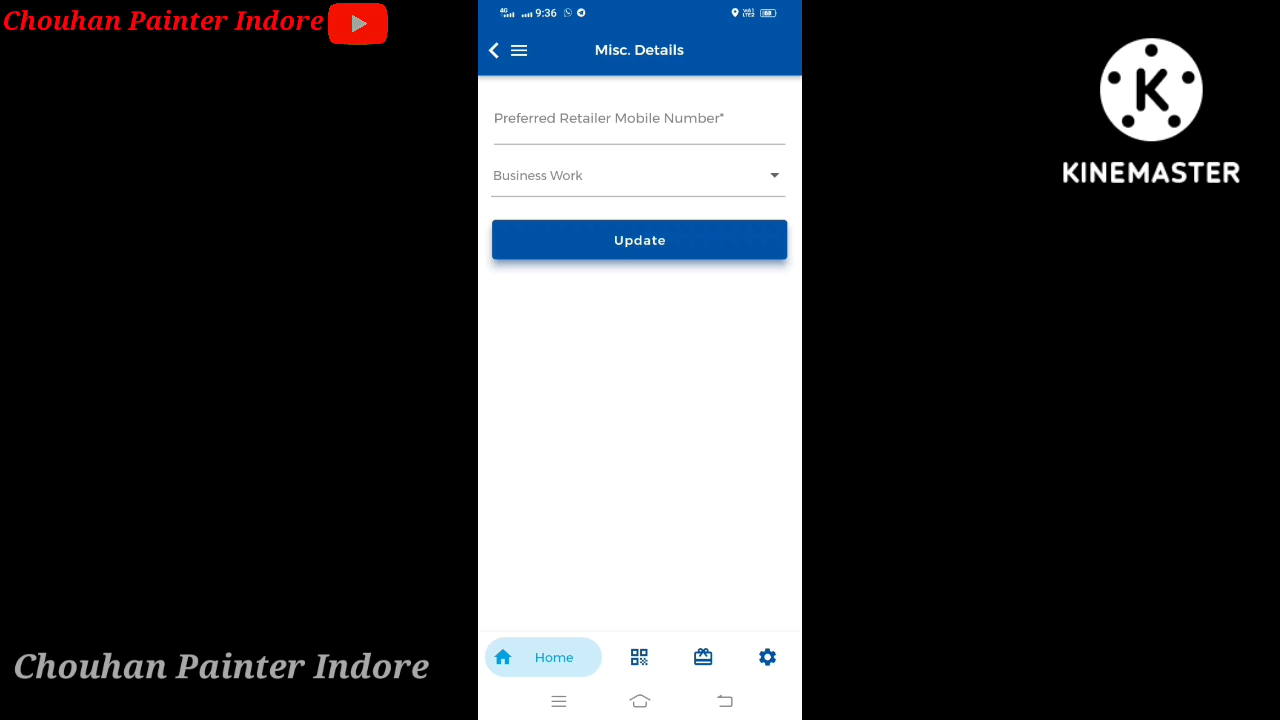 Chouhan Painter Indore
4G 9:36
Misc. Details
K
KINEMASTER
Preferred Retailer Mobile Number*
Business Work
Update
Home
Chouhan Painter Indore